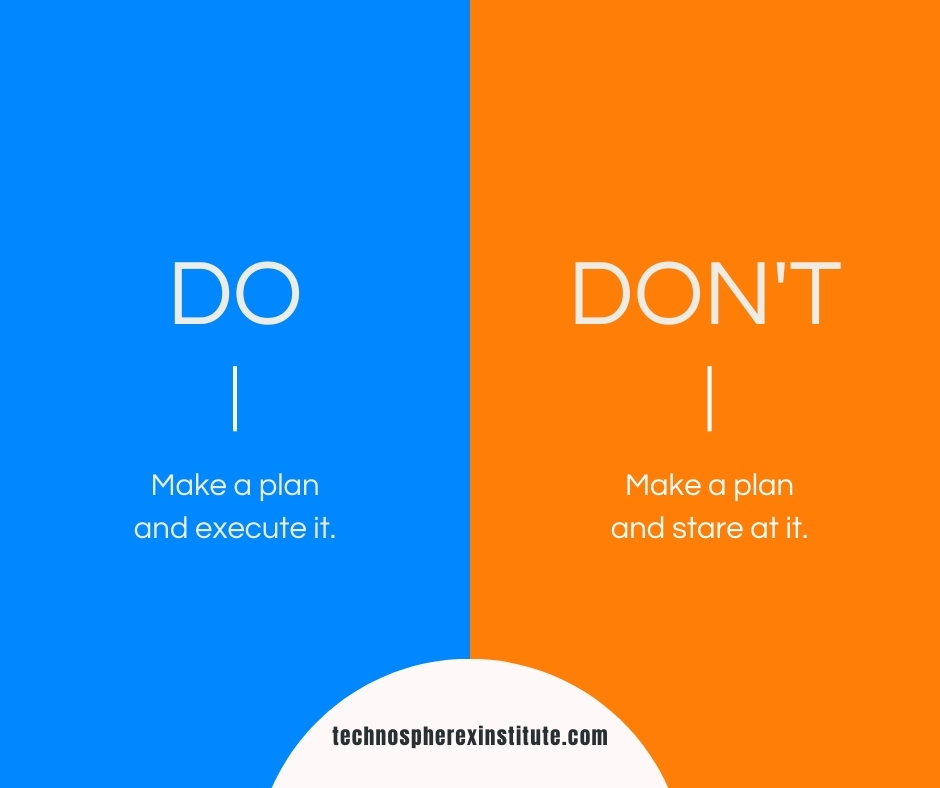 DO
Make a plan
and execute it.
DON'T
Make a plan
and stare at it.
technospherexinstitute.com